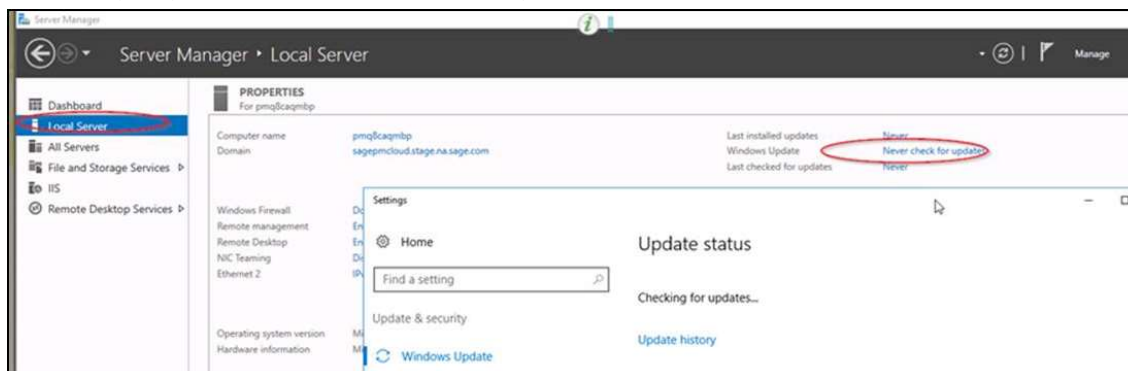 Server Manager
Server Manager • Local Server
Manage
Dashboard
Local Server
All Servers
File and Storage Services
IIS
Remote Desktop Services
PROPERTIES
For pmq8caqmbp
Computer name pmq8caqmbp
Domain sagepmcloud.stage.na.sage.com
Last installed updates Never
Windows Update Never check for updates
Last checked for updates Never
Windows Firewall
Remote management
Remote Desktop
NIC Teaming
Ethernet 2
Operating system version
Hardware information
Settings
Home
Find a setting
Update & security
Windows Update
Update status
Checking for updates...
Update history